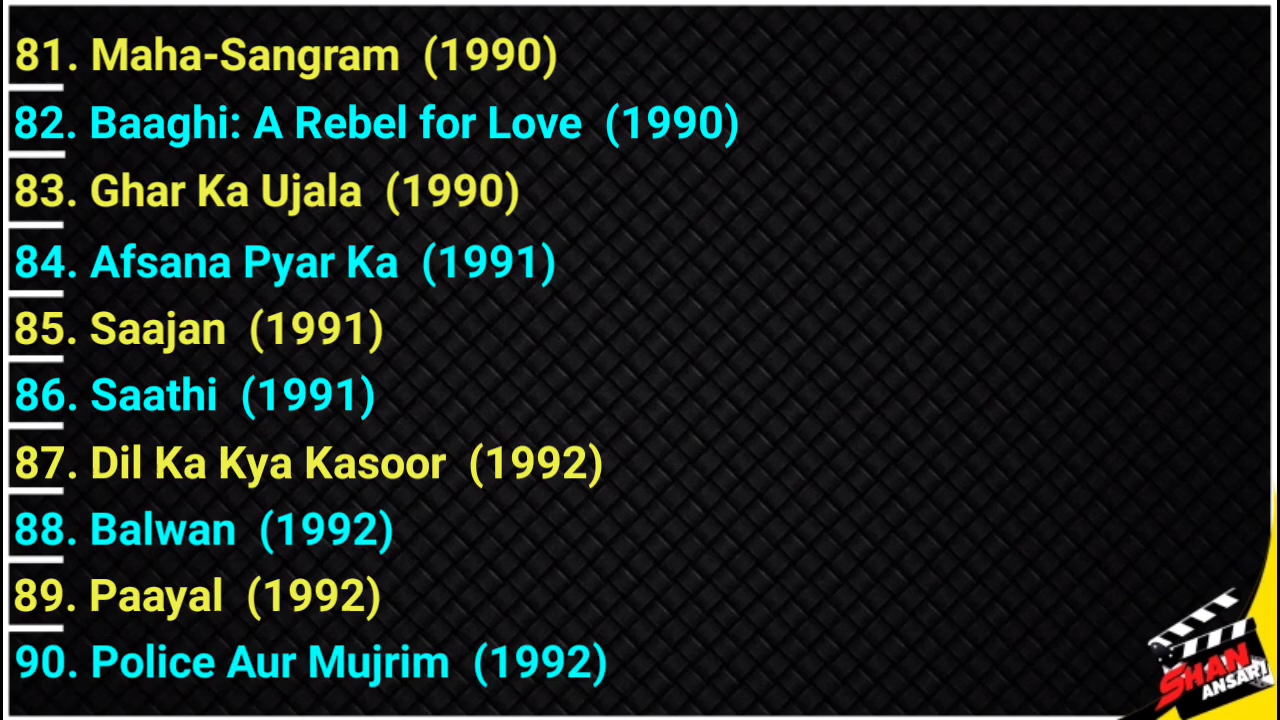 81. Maha-Sangram (1990)
82. Baaghi: A Rebel for Love (1990)
83. Ghar Ka Ujala (1990)
84. Afsana Pyar Ka (1991)
85. Saajan (1991)
86. Saathi (1991)
87. Dil Ka Kya Kasoor (1992)
88. Balwan (1992)
89. Paayal (1992)
90. Police Aur Mujrim (1992)
SHAN
ANSARI